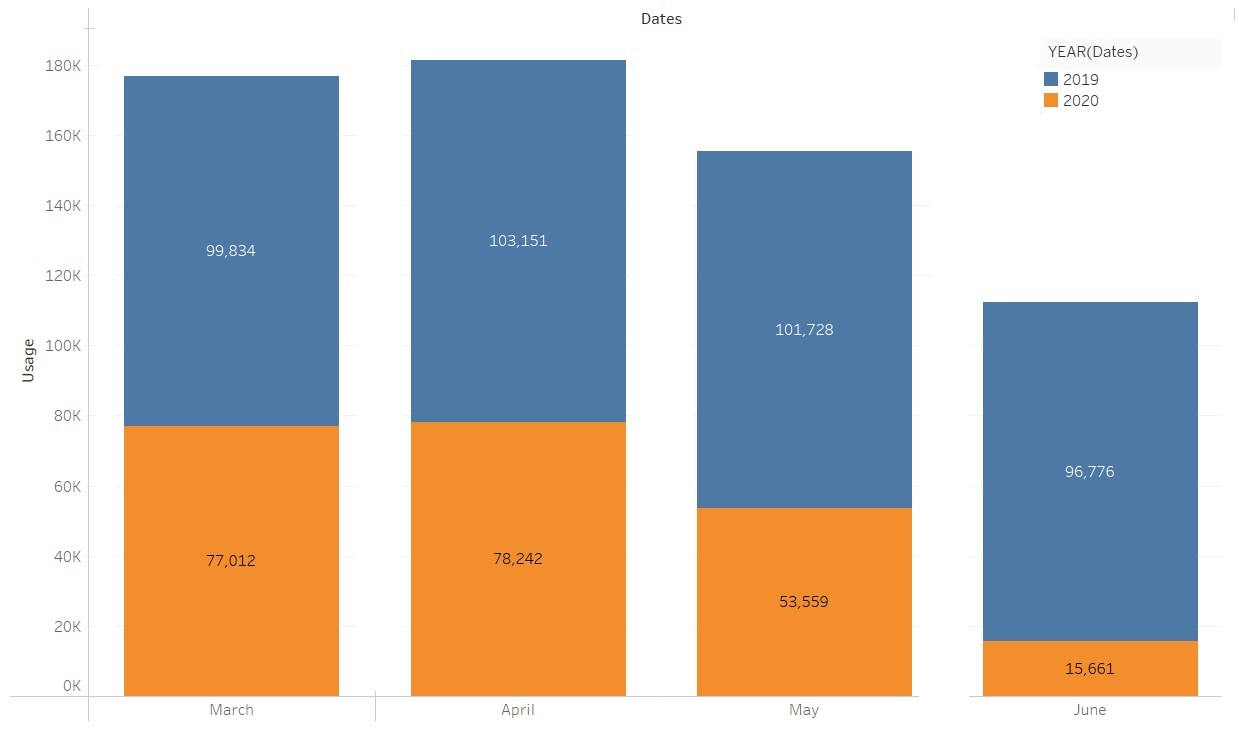 Dates
YEAR(Dates)
2019
2020
180K
160K
140K
120K
100K
80K
60K
40K
20K
0K
Usage
99,834
77,012
103,151
78,242
101,728
53,559
96,776
15,661
March
April
May
June